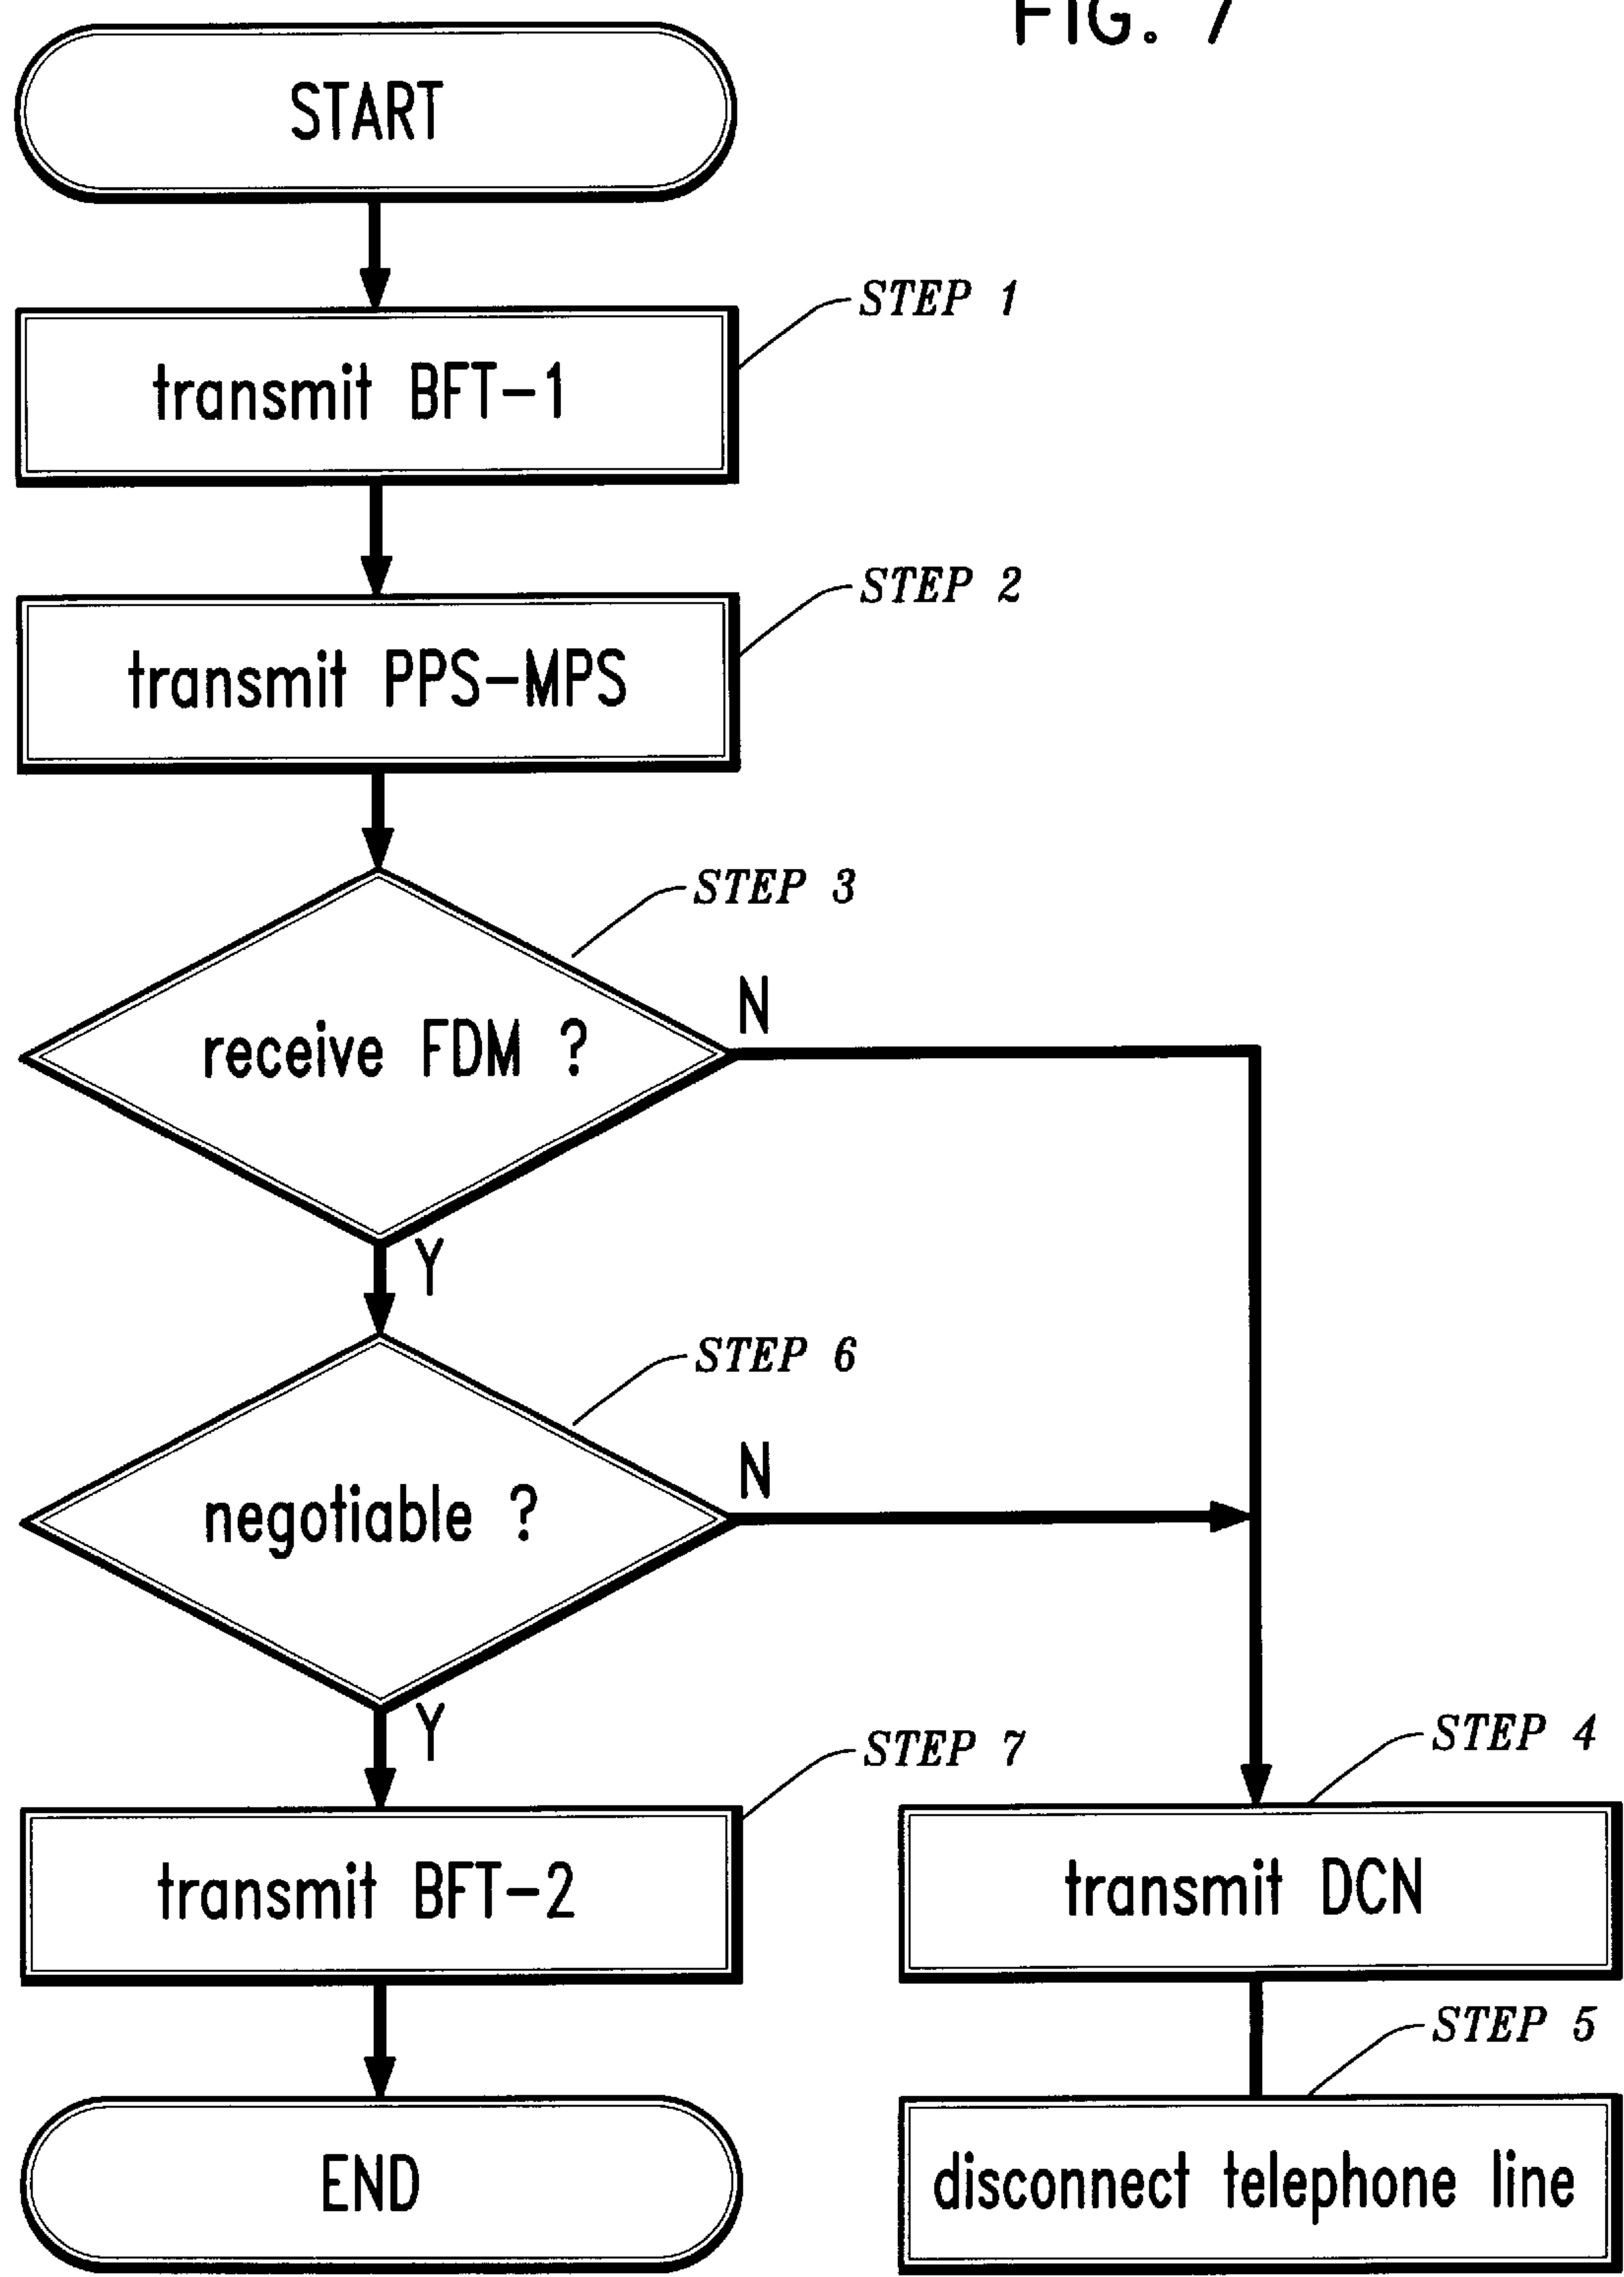 FIG. 7
START
STEP 1
transmit BFT-1
STEP 2
transmit PPS-MPS
STEP 3
N
receive FDM ?
Y
STEP 6
N
negotiable ?
Y
STEP 7
STEP 4
transmit BFT-2
transmit DCN
STEP 5
END
disconnect telephone line